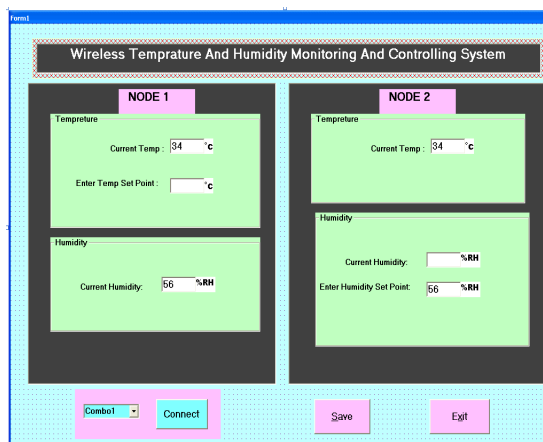 Form1
Wireless Temprature And Humidity Monitoring And Controlling System
NODE 1
Tempreture
Current Temp : 34 °c
Enter Temp Set Point : °c
Humidity
Current Humidity: 56 %RH
NODE 2
Tempreture
Current Temp : 34 °c
Humidity
Current Humidity: %RH
Enter Humidity Set Point: 56 %RH
Combo1
Connect
Save
Exit